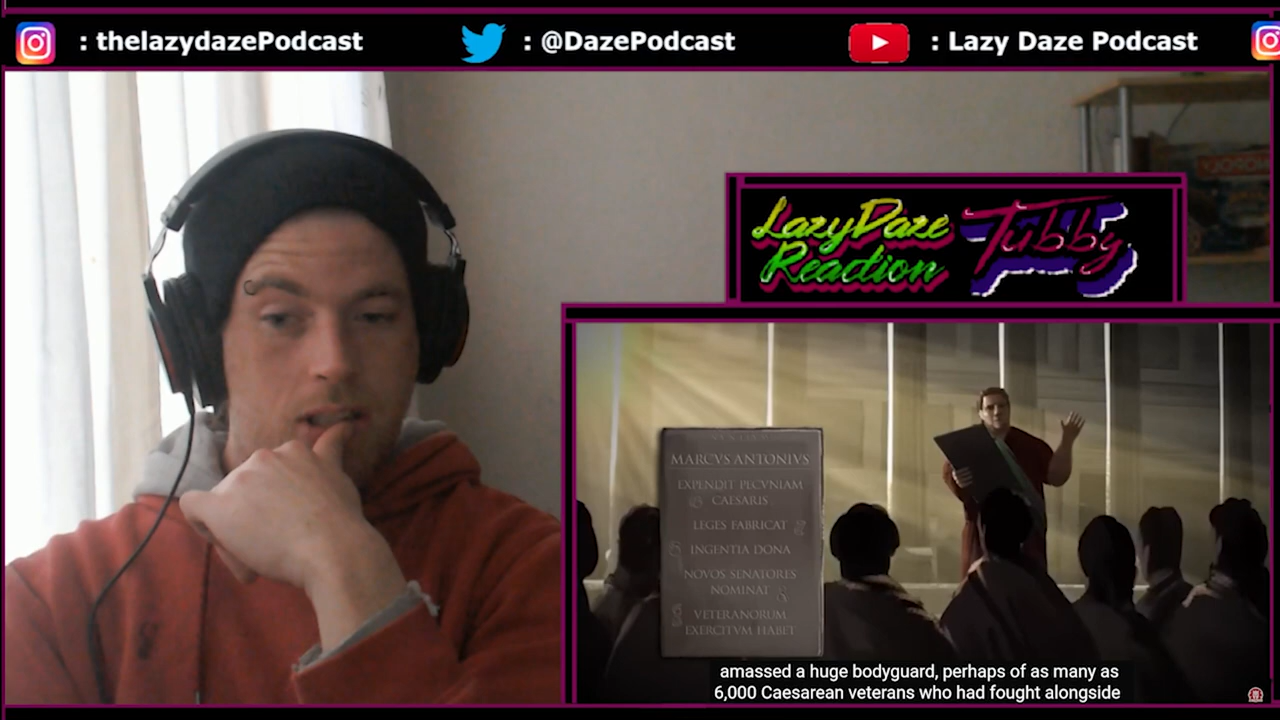 : thelazydazePodcast
: @DazePodcast
: Lazy Daze Podcast
LazyDaze
Reaction
Tubby
MARCVS ANTONIVS
EXPENDIT PECVNIAM
CAESARIS
LEGES FABRICAT
INGENTIA DONA
NOVOS SENATORES
NOMINAT
VETERANORUM
EXERCITVM HABET
amassed a huge bodyguard, perhaps of as many as
6,000 Caesarean veterans who had fought alongside